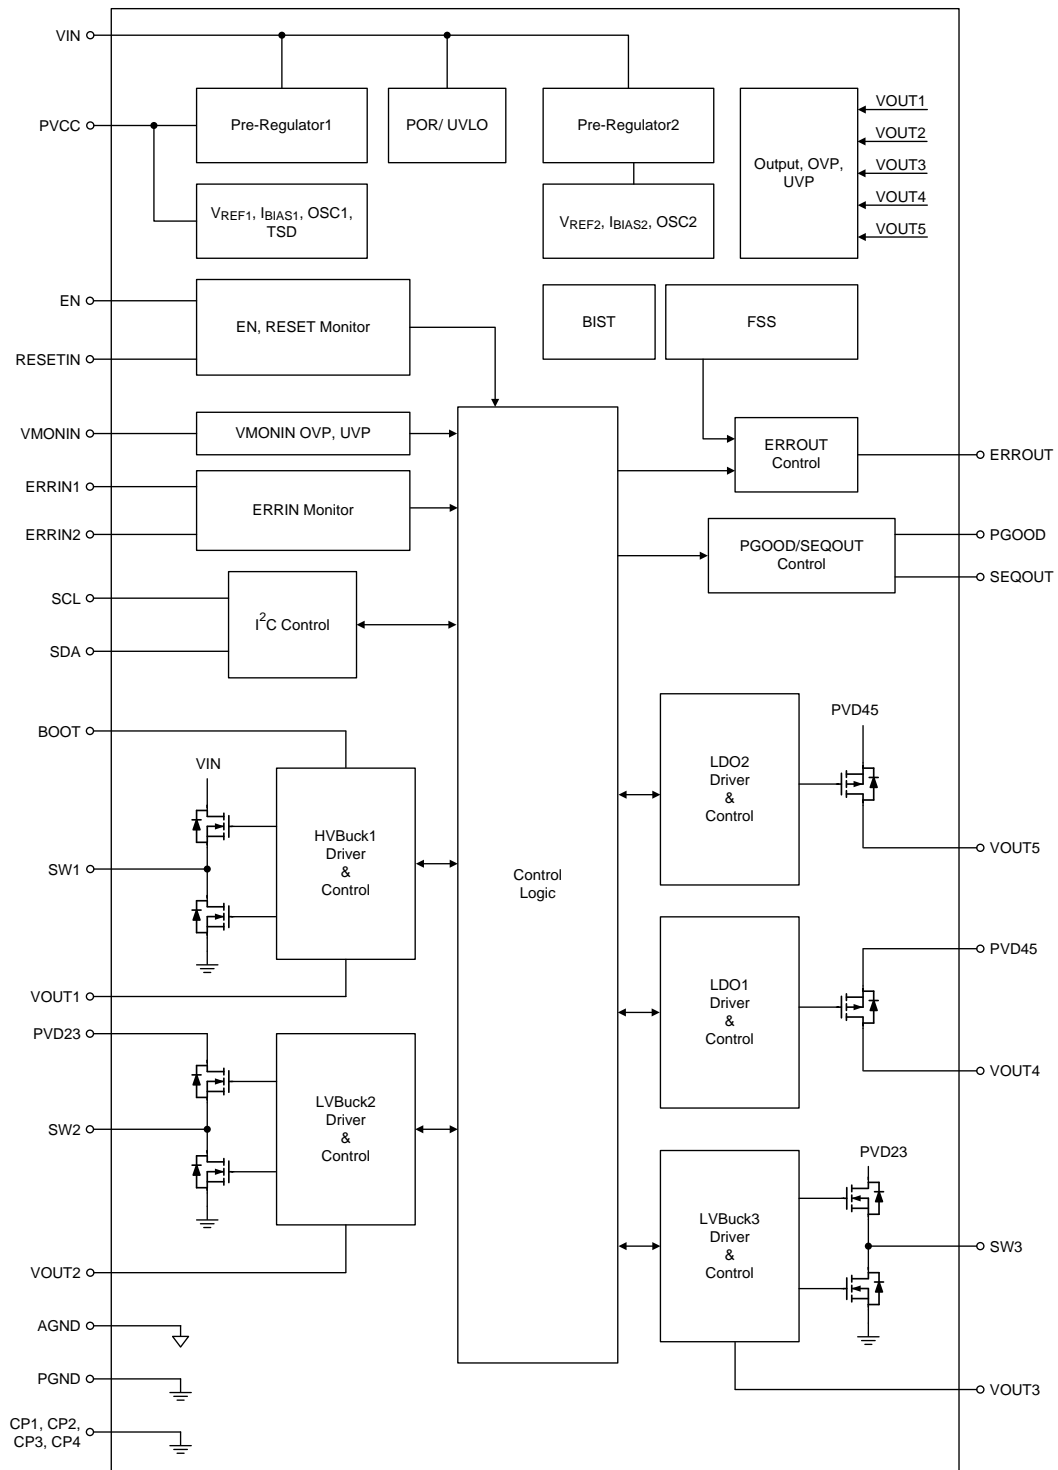 VIN
PVCC
Pre-Regulator1
POR/ UVLO
Pre-Regulator2
Output, OVP,
UVP
VOUT1
VOUT2
VOUT3
VOUT4
VOUT5
VREF1, IBIAS1, OSC1,
TSD
VREF2, IBIAS2, OSC2
EN
RESETIN
EN, RESET Monitor
BIST
FSS
VMONIN
VMONIN OVP, UVP
ERRIN1
ERRIN2
ERRIN Monitor
ERROUT
Control
ERROUT
PGOOD/SEQOUT
Control
PGOOD
SEQOUT
SCL
SDA
I2C Control
BOOT
VIN
HVBuck1
Driver
&
Control
SW1
VOUT1
Control
Logic
LDO2
Driver
&
Control
PVD45
VOUT5
LDO1
Driver
&
Control
PVD45
VOUT4
PVD23
SW2
LVBuck2
Driver
&
Control
VOUT2
LVBuck3
Driver
&
Control
PVD23
SW3
VOUT3
AGND
PGND
CP1, CP2,
CP3, CP4